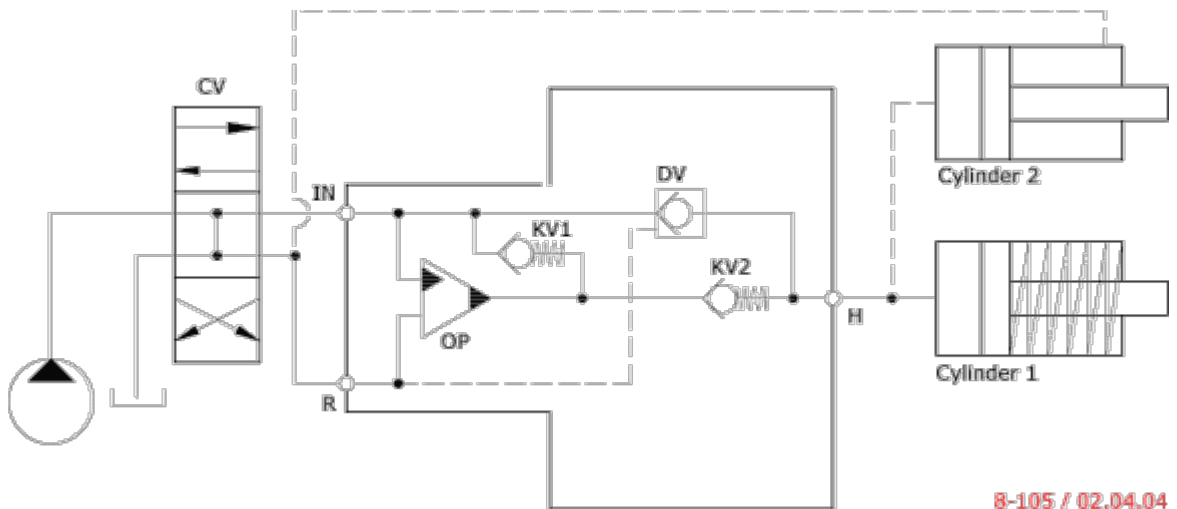 CV
Cylinder 2
IN
DV
KV1
KV2
H
OP
Cylinder 1
R
8-105 / 02.04.04